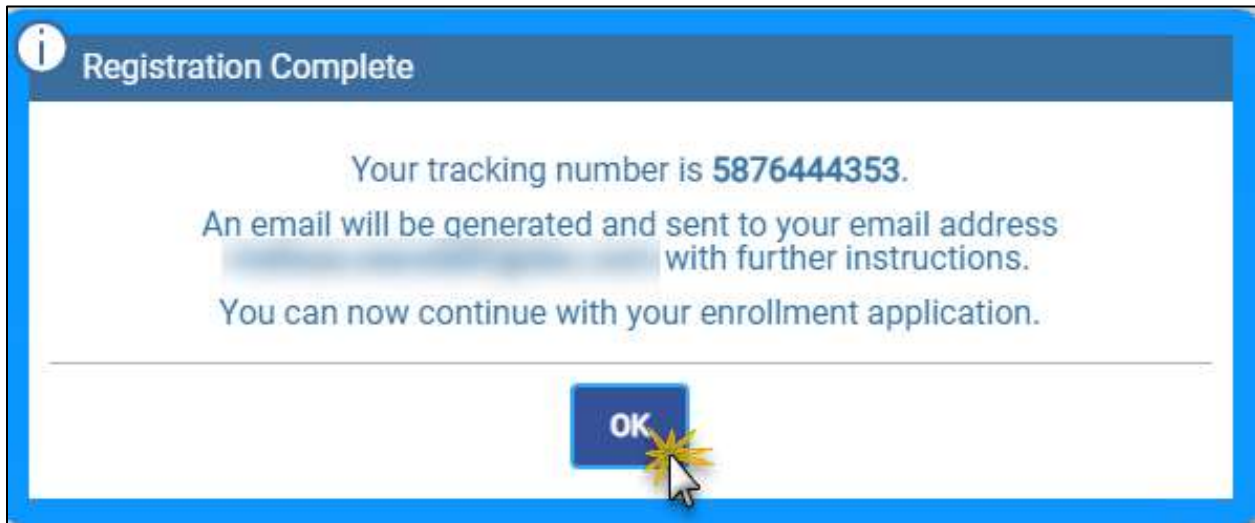 Registration Complete
Your tracking number is 5876444353.
An email will be generated and sent to your email address
with further instructions.
You can now continue with your enrollment application.
OK